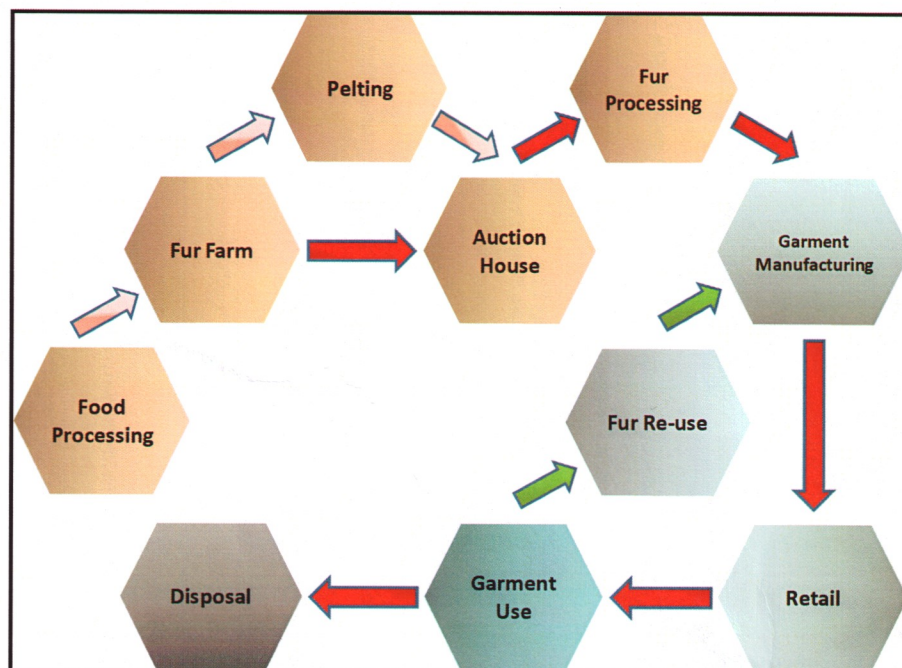 Pelting
Fur
Processing
Fur Farm
Auction
House
Garment
Manufacturing
Food
Processing
Fur Re-use
Disposal
Garment
Use
Retail